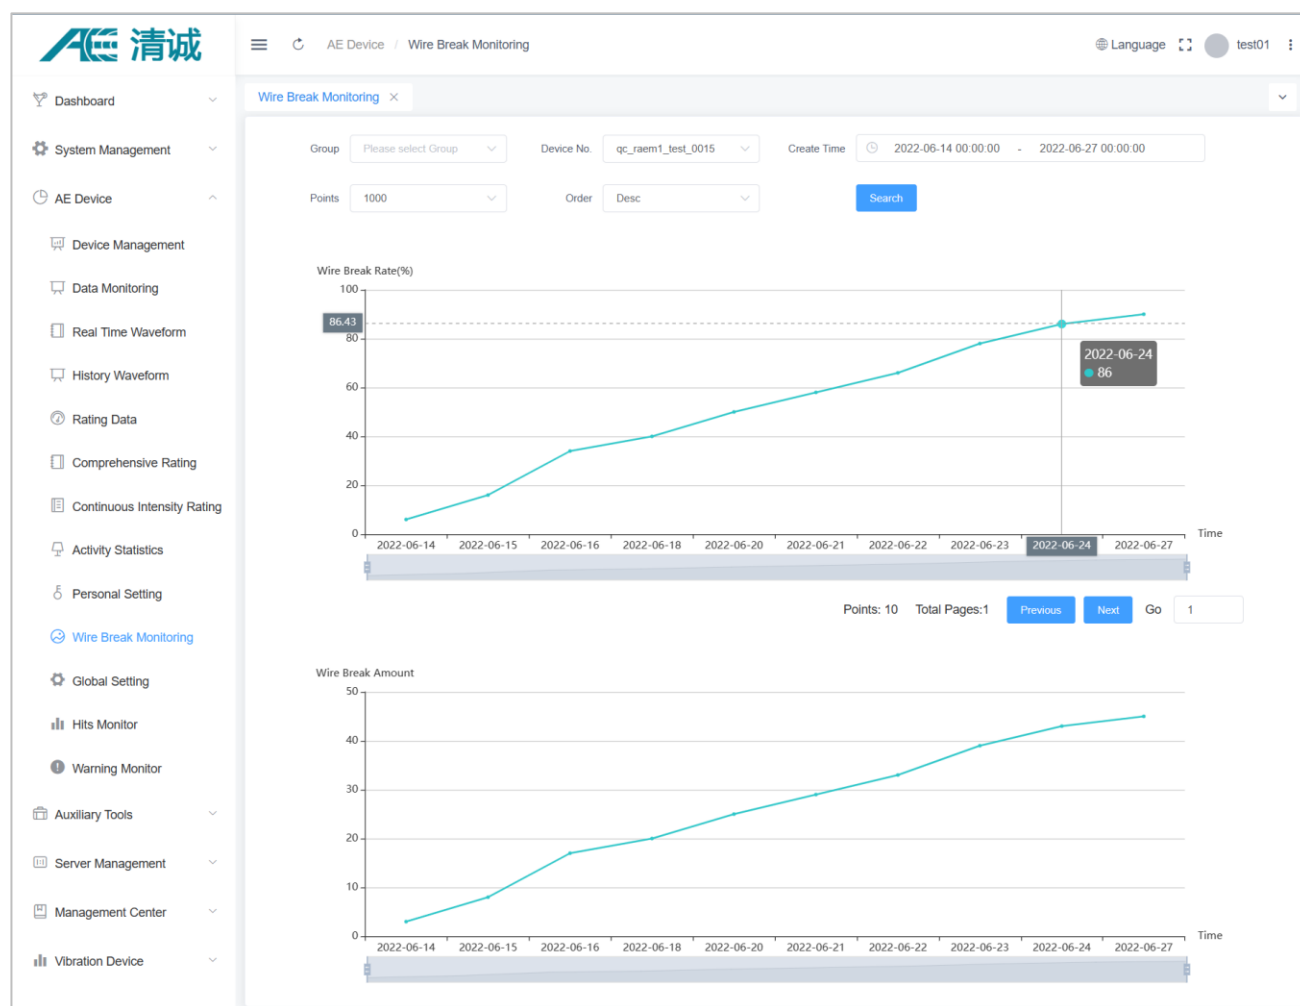 AE 清诚
AE Device / Wire Break Monitoring
Language
test01
Dashboard
System Management
AE Device
Device Management
Data Monitoring
Real Time Waveform
History Waveform
Rating Data
Comprehensive Rating
Continuous Intensity Rating
Activity Statistics
Personal Setting
Wire Break Monitoring
Global Setting
Hits Monitor
Warning Monitor
Auxiliary Tools
Server Management
Management Center
Vibration Device
Wire Break Monitoring ×
Group Please select Group Device No. qc_raem1_test_0015 Create Time 2022-06-14 00:00:00 - 2022-06-27 00:00:00
Points 1000 Order Desc Search
Wire Break Rate(%)
100
86.43
80
60
40
20
0
2022-06-24
86
2022-06-14 2022-06-15 2022-06-16 2022-06-18 2022-06-20 2022-06-21 2022-06-22 2022-06-23 2022-06-24 2022-06-27
Time
Points: 10 Total Pages:1 Previous Next Go 1
Wire Break Amount
50
40
30
20
10
0
2022-06-14 2022-06-15 2022-06-16 2022-06-18 2022-06-20 2022-06-21 2022-06-22 2022-06-23 2022-06-24 2022-06-27
Time